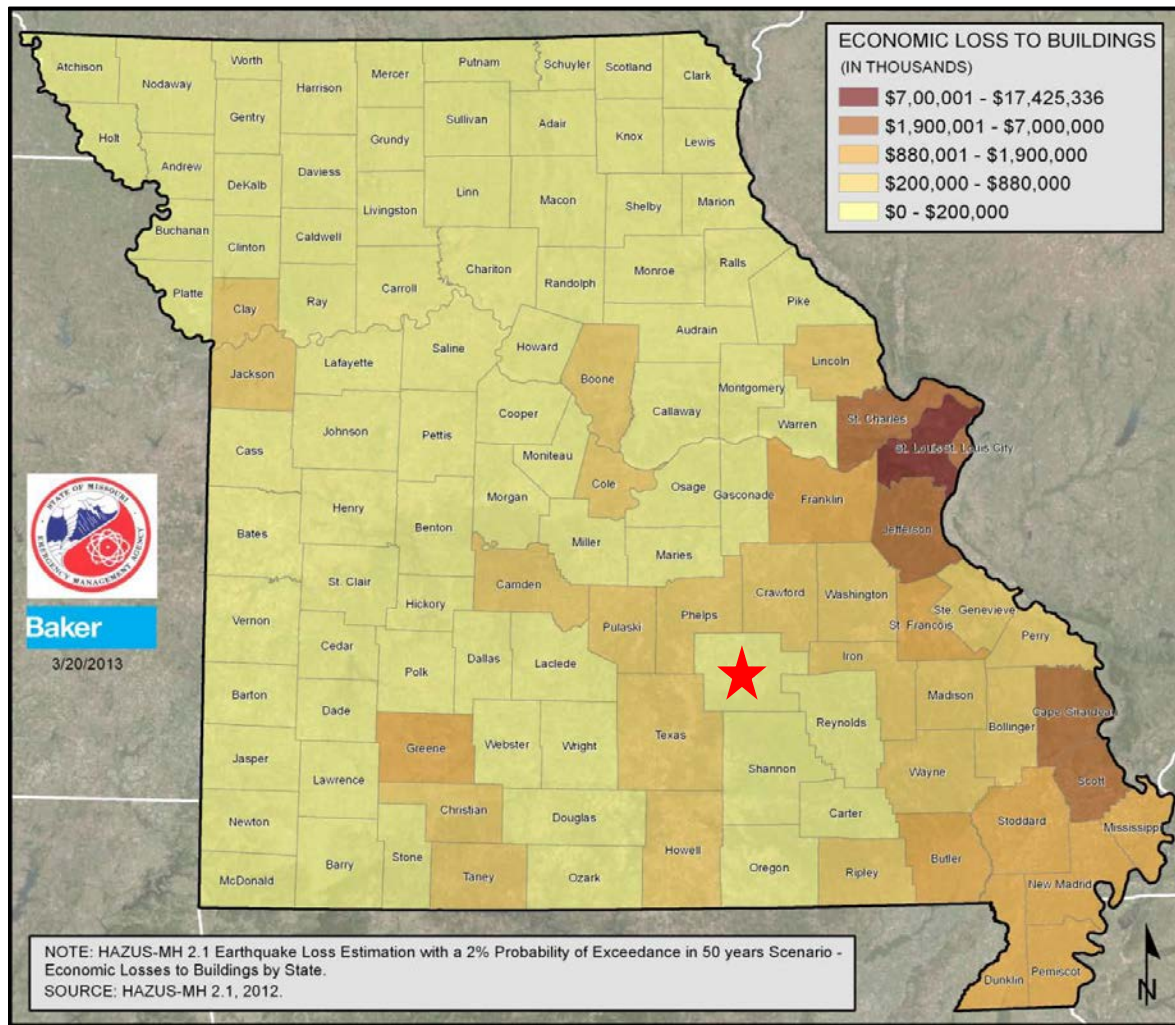 ECONOMIC LOSS TO BUILDINGS
(IN THOUSANDS)
$7,00,001 - $17,425,336
$1,900,001 - $7,000,000
$880,001 - $1,900,000
$200,000 - $880,000
$0 - $200,000
Atchison
Nodaway
Worth
Harrison
Mercer
Putnam
Schuyler
Scotland
Clark
Holt
Gentry
Sullivan
Adair
Knox
Lewis
Andrew
DeKalb
Daviess
Grundy
Linn
Macon
Shelby
Marion
Buchanan
Clinton
Caldwell
Livingston
Chariton
Randolph
Monroe
Ralls
Platte
Clay
Ray
Carroll
Pike
Audrain
Jackson
Lafayette
Saline
Howard
Boone
Callaway
Montgomery
Lincoln
Warren
St. Charles
St. Louis
St. Louis City
Cass
Johnson
Pettis
Cooper
Moniteau
Cole
Osage
Gasconade
Franklin
Jefferson
Bates
Henry
Benton
Morgan
Miller
Maries
Vernon
St. Clair
Hickory
Camden
Pulaski
Phelps
Crawford
Washington
St. Francois
Ste. Genevieve
Perry
Cedar
Polk
Dallas
Laclede
Iron
Madison
Bollinger
Cape Girardeau
Barton
Dade
Greene
Webster
Wright
Texas
Reynolds
Shannon
Wayne
Scott
Jasper
Lawrence
Christian
Douglas
Howell
Carter
Butler
Stoddard
Mississippi
Newton
McDonald
Barry
Stone
Taney
Ozark
Oregon
Ripley
New Madrid
Dunklin
Pemiscot
STATE OF MISSOURI
EMERGENCY MANAGEMENT AGENCY
Baker
3/20/2013
NOTE: HAZUS-MH 2.1 Earthquake Loss Estimation with a 2% Probability of Exceedance in 50 years Scenario -
Economic Losses to Buildings by State.
SOURCE: HAZUS-MH 2.1, 2012.
N